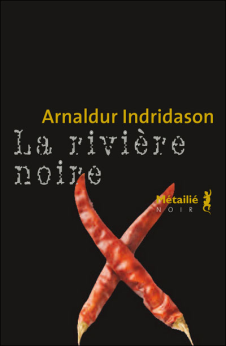 Arnaldur Indridason
La rivière
noire
Métailié
NOIR